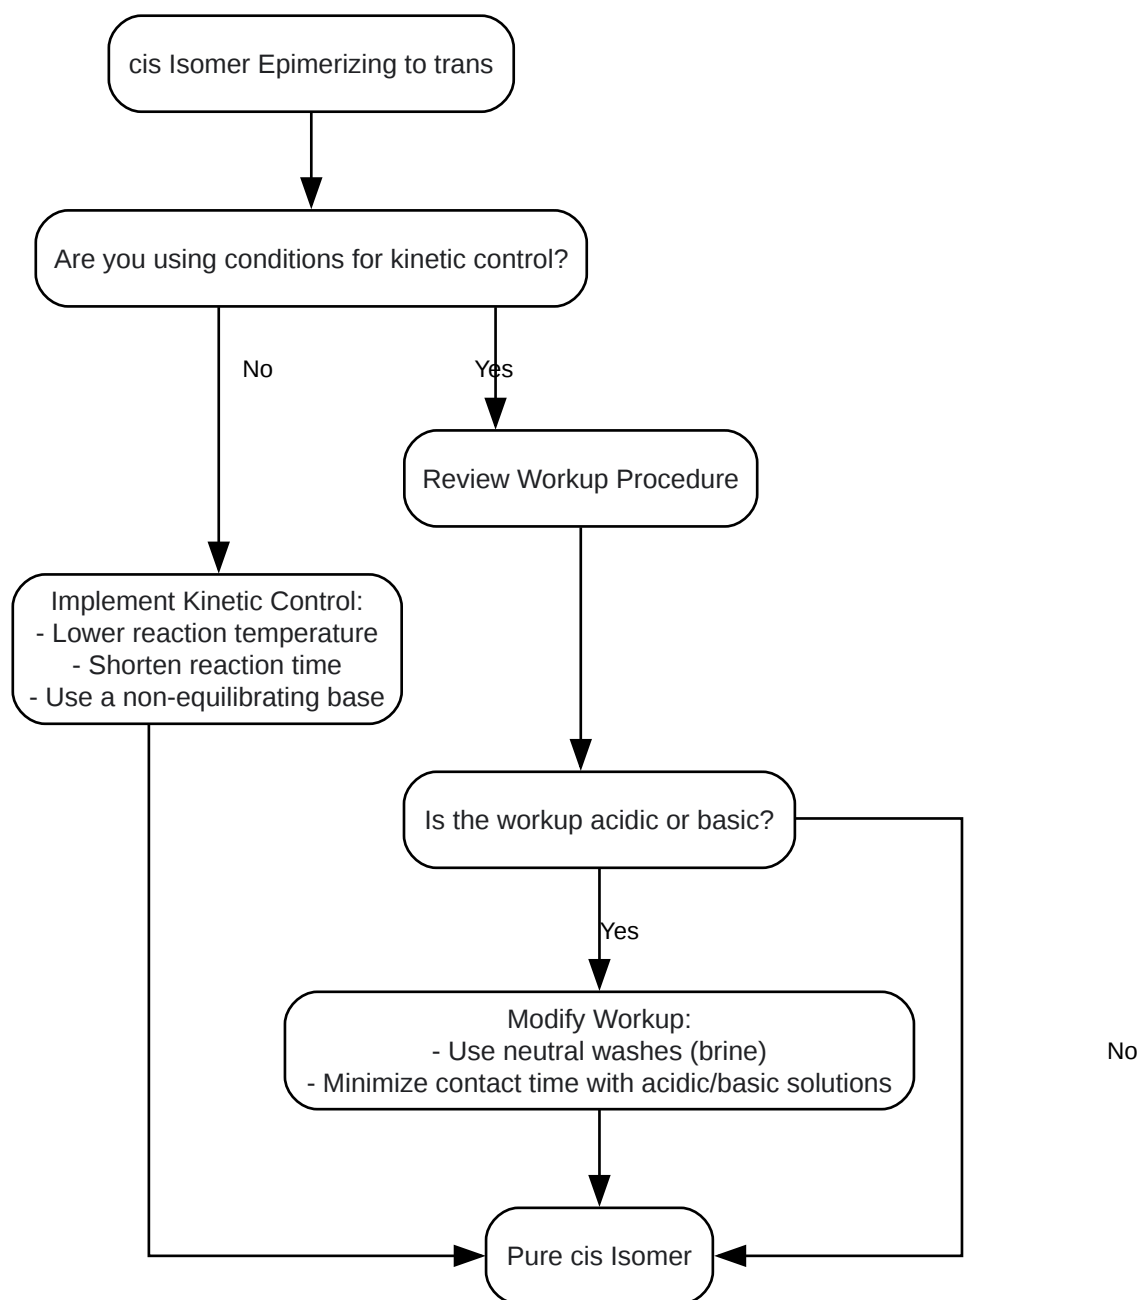 cis Isomer Epimerizing to trans
Are you using conditions for kinetic control?
No
Yes
Review Workup Procedure
Implement Kinetic Control:
- Lower reaction temperature
- Shorten reaction time
- Use a non-equilibrating base
Is the workup acidic or basic?
Yes
Modify Workup:
- Use neutral washes (brine)
- Minimize contact time with acidic/basic solutions
No
Pure cis Isomer